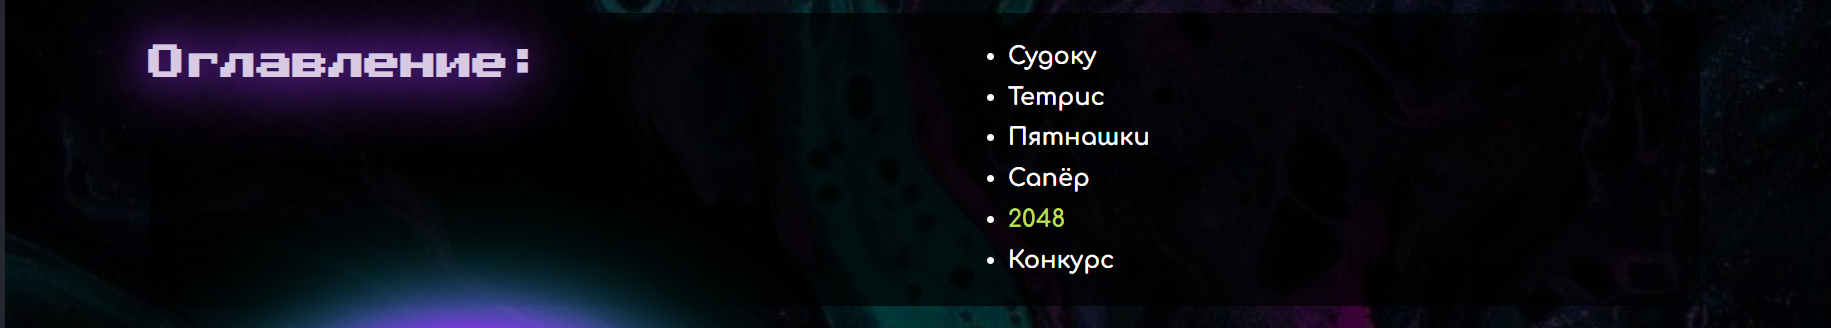 Оглавление:
Судоку
Тетрис
Пятнашки
Сапёр
2048
Конкурс